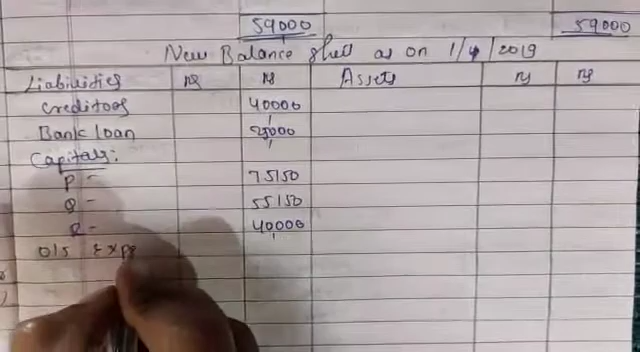 59000 59000
New Balance sheet as on 1/4/2019
Liabilities Rs Rs Assets Rs Rs
Creditors 40000
Bank loan 25000
Capitals:
P - 75150
Q - 55150
R - 40000
O/S Exp